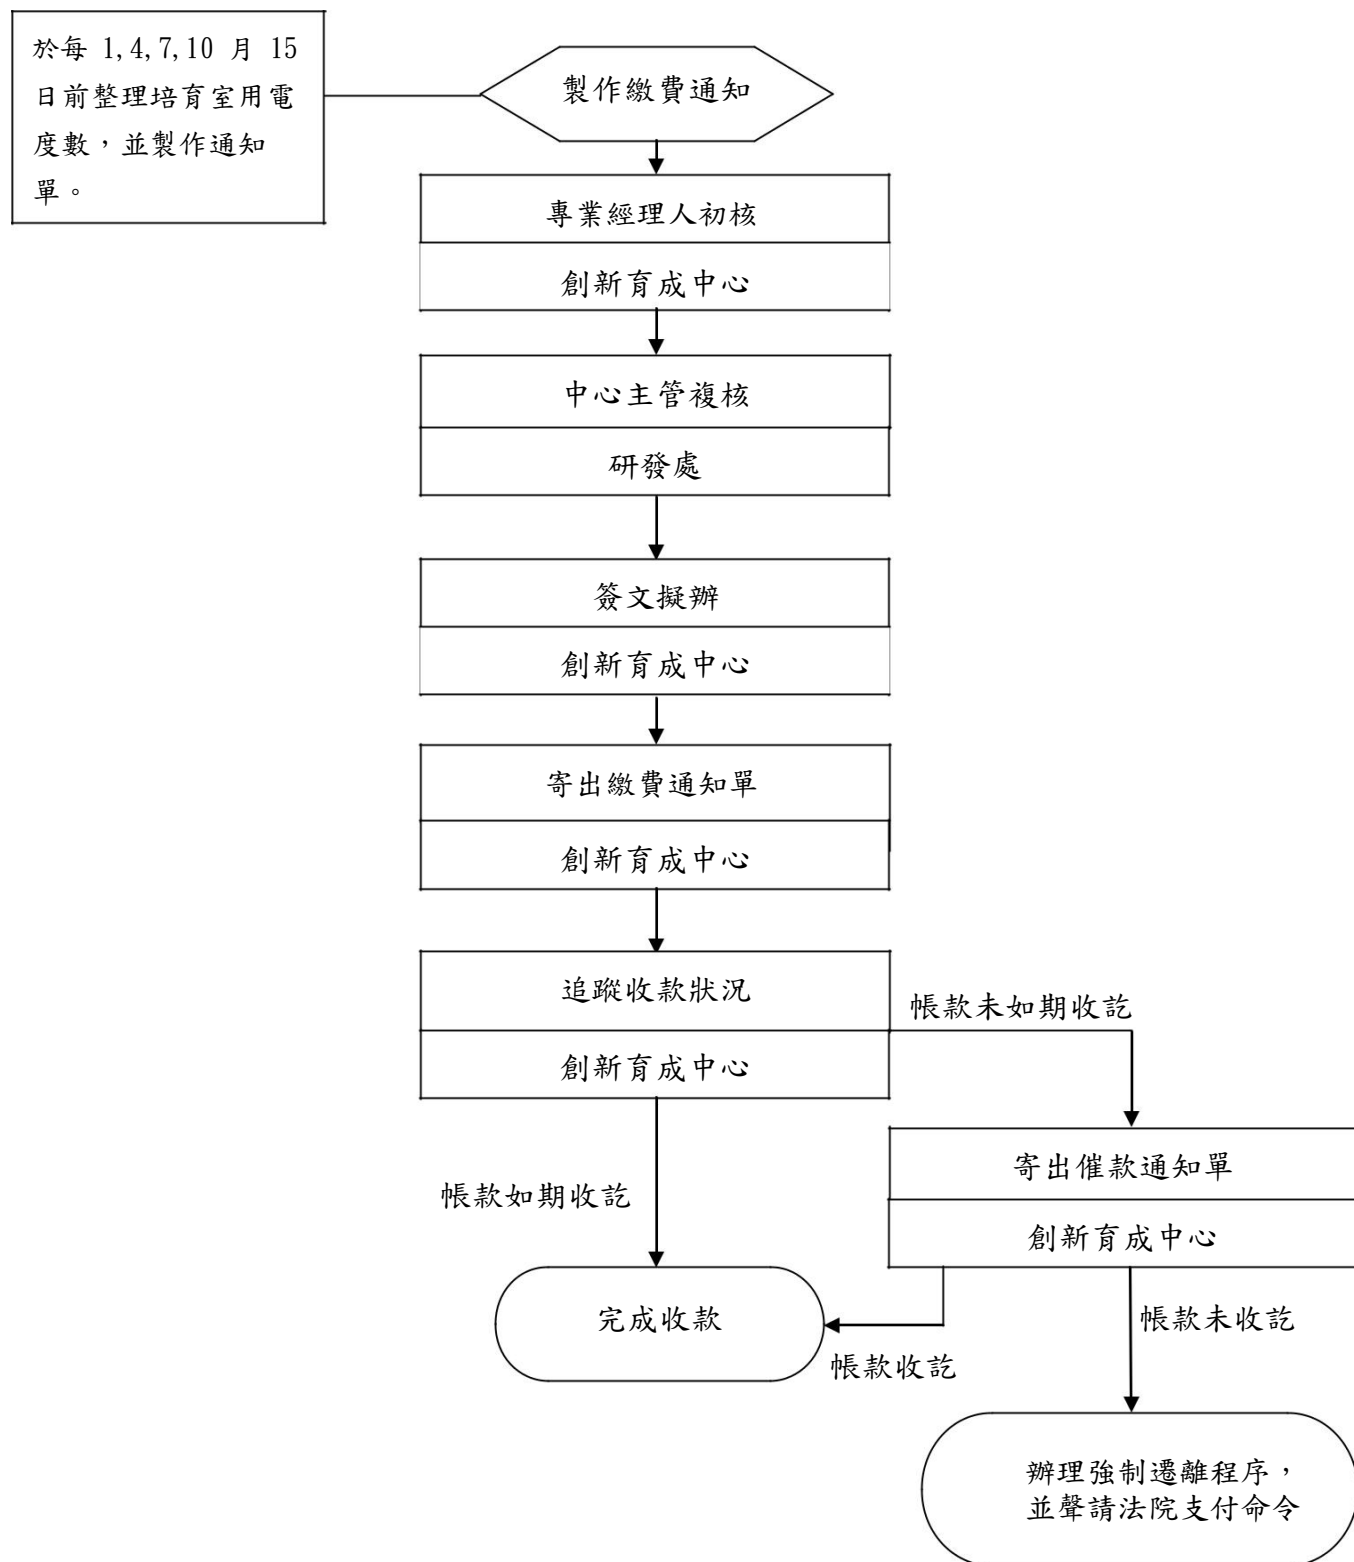 於每 1,4,7,10 月 15
日前整理培育室用電
度數，並製作通知
單。
製作繳費通知
專業經理人初核
創新育成中心
中心主管複核
研發處
簽文擬辦
創新育成中心
寄出繳費通知單
創新育成中心
追蹤收款狀況
創新育成中心
帳款未如期收訖
寄出催款通知單
創新育成中心
帳款如期收訖
完成收款
帳款收訖
帳款未收訖
辦理強制遷離程序，
並聲請法院支付命令